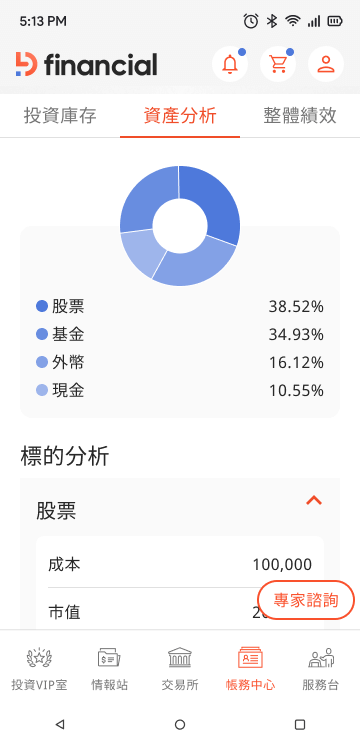 5:13 PM
financial
投資庫存 資產分析 整體績效
股票 38.52%
基金 34.93%
外幣 16.12%
現金 10.55%
標的分析
股票
成本 100,000
市值
專家諮詢
投資VIP室 情報站 交易所 帳務中心 服務台